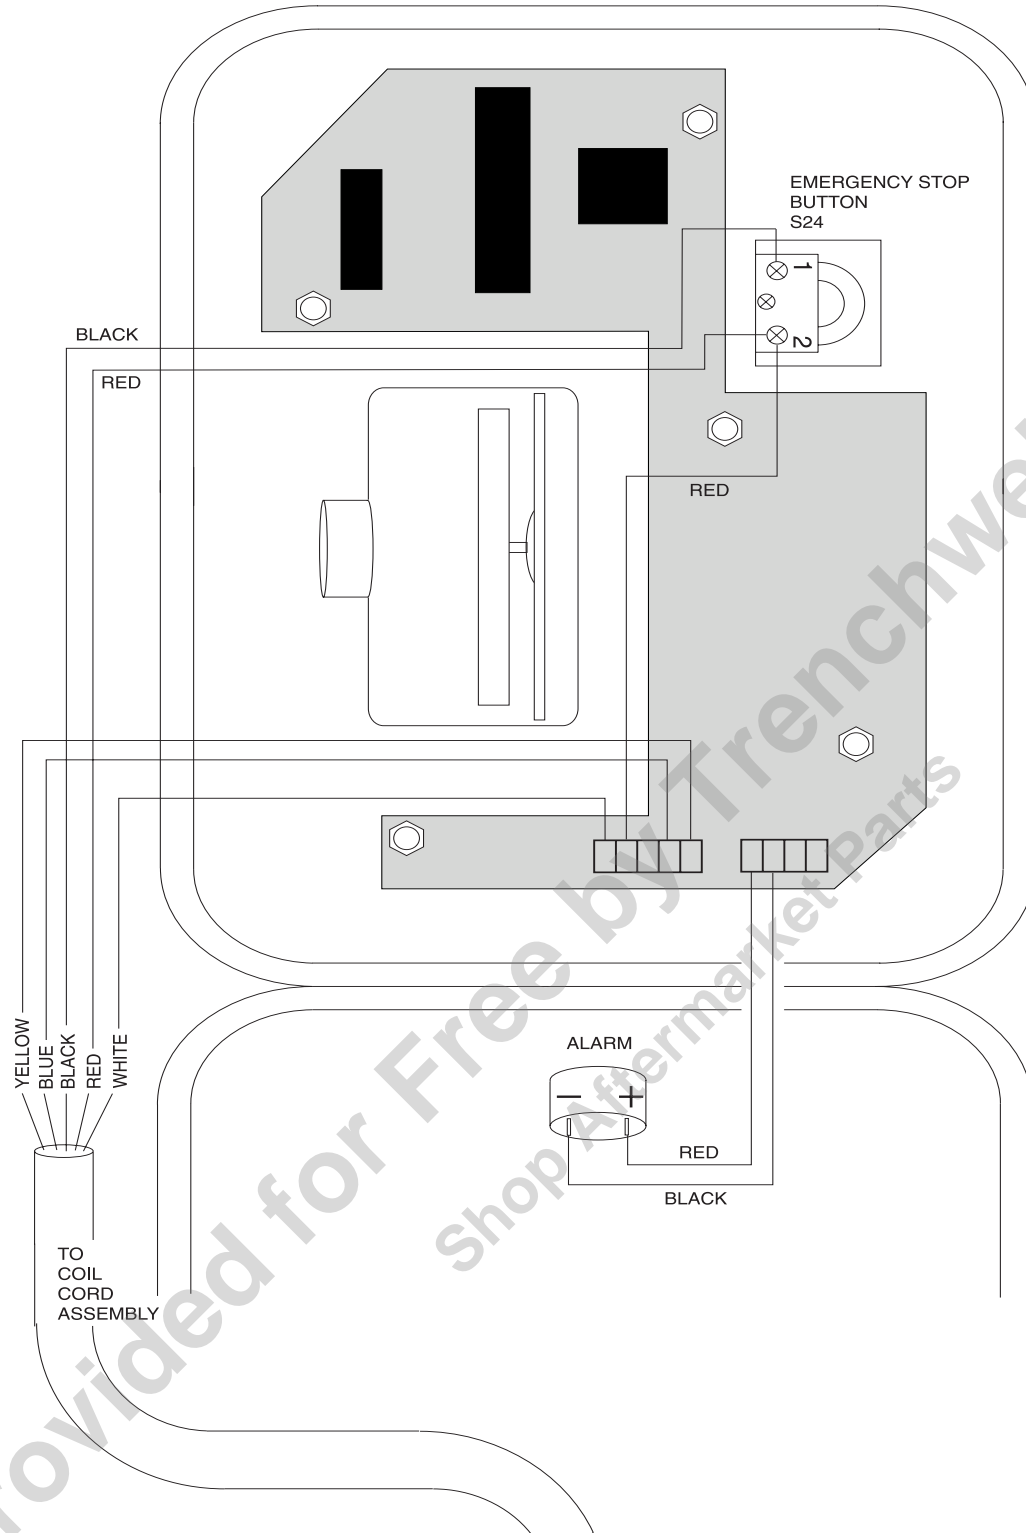 EMERGENCY STOP
BUTTON
S24
1
2
BLACK
RED
RED
YELLOW
BLUE
BLACK
RED
WHITE
ALARM
− +
RED
BLACK
TO
COIL
CORD
ASSEMBLY
rovided for Free by Trenchwe
Shop Aftermarket Parts